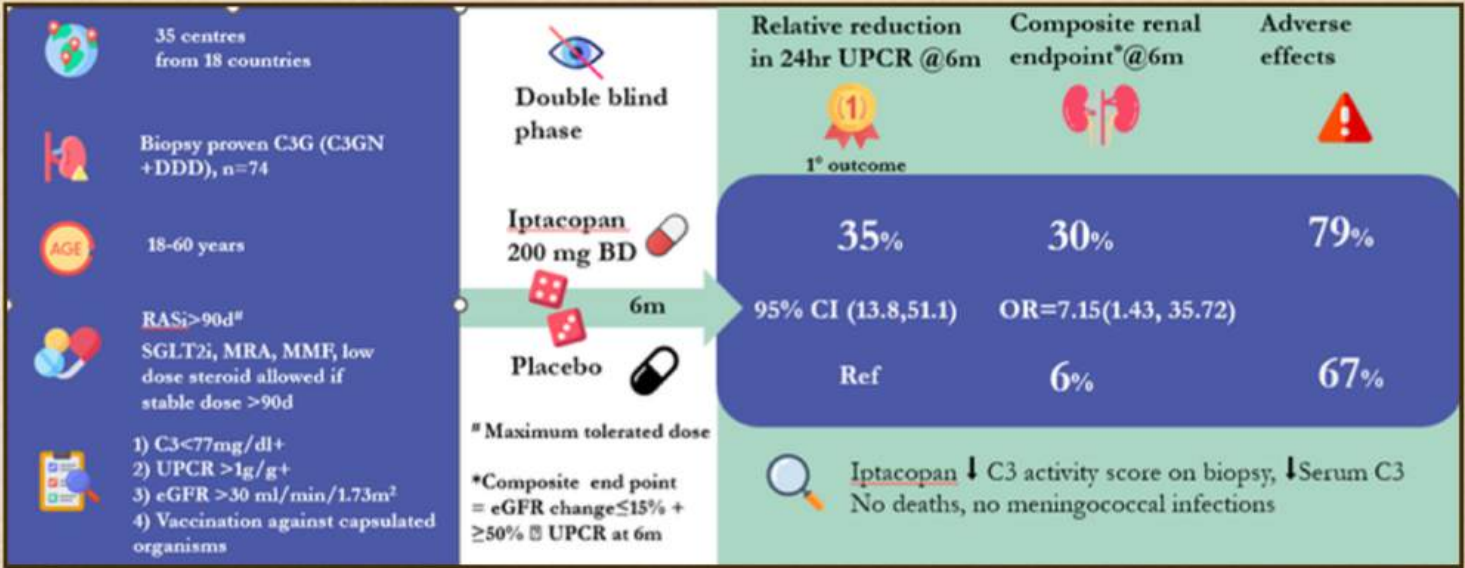 35 centres
from 18 countries
Biopsy proven C3G (C3GN
+DDD), n=74
AGE
18-60 years
RASi>90d#
SGLT2i, MRA, MMF, low
dose steroid allowed if
stable dose >90d
1) C3<77mg/dl+
2) UPCR >1g/g+
3) eGFR >30 ml/min/1.73m²
4) Vaccination against capsulated
organisms
Double blind
phase
Iptacopan
200 mg BD
6m
Placebo
# Maximum tolerated dose
*Composite end point
= eGFR change≤15% +
≥50% UPCR at 6m
Relative reduction
in 24hr UPCR @6m
1
1° outcome
Composite renal
endpoint*@6m
Adverse
effects
35% 30% 79%
95% CI (13.8,51.1) OR=7.15(1.43, 35.72)
Ref 6% 67%
Iptacopan ⬇ C3 activity score on biopsy, ⬇Serum C3
No deaths, no meningococcal infections